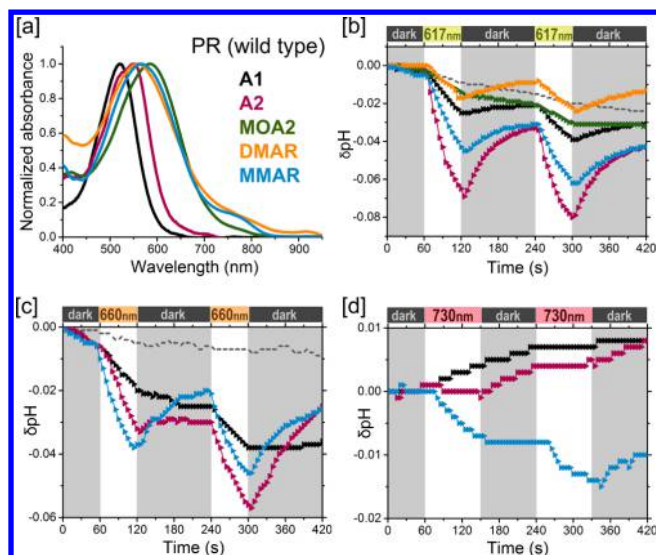 [a]
PR (wild type)
A1
A2
MOA2
DMAR
MMAR
Normalized absorbance
1.0
0.8
0.6
0.4
0.2
0.0
400 500 600 700 800 900
Wavelength (nm)
[b]
dark 617nm dark 617nm dark
δpH
0.00
-0.02
-0.04
-0.06
-0.08
0 60 120 180 240 300 360 420
Time (s)
[c]
dark 660nm dark 660nm dark
δpH
0.00
-0.02
-0.04
-0.06
0 60 120 180 240 300 360 420
Time (s)
[d]
dark 730nm dark 730nm dark
δpH
0.01
0.00
-0.01
-0.02
0 60 120 180 240 300 360 420
Time (s)